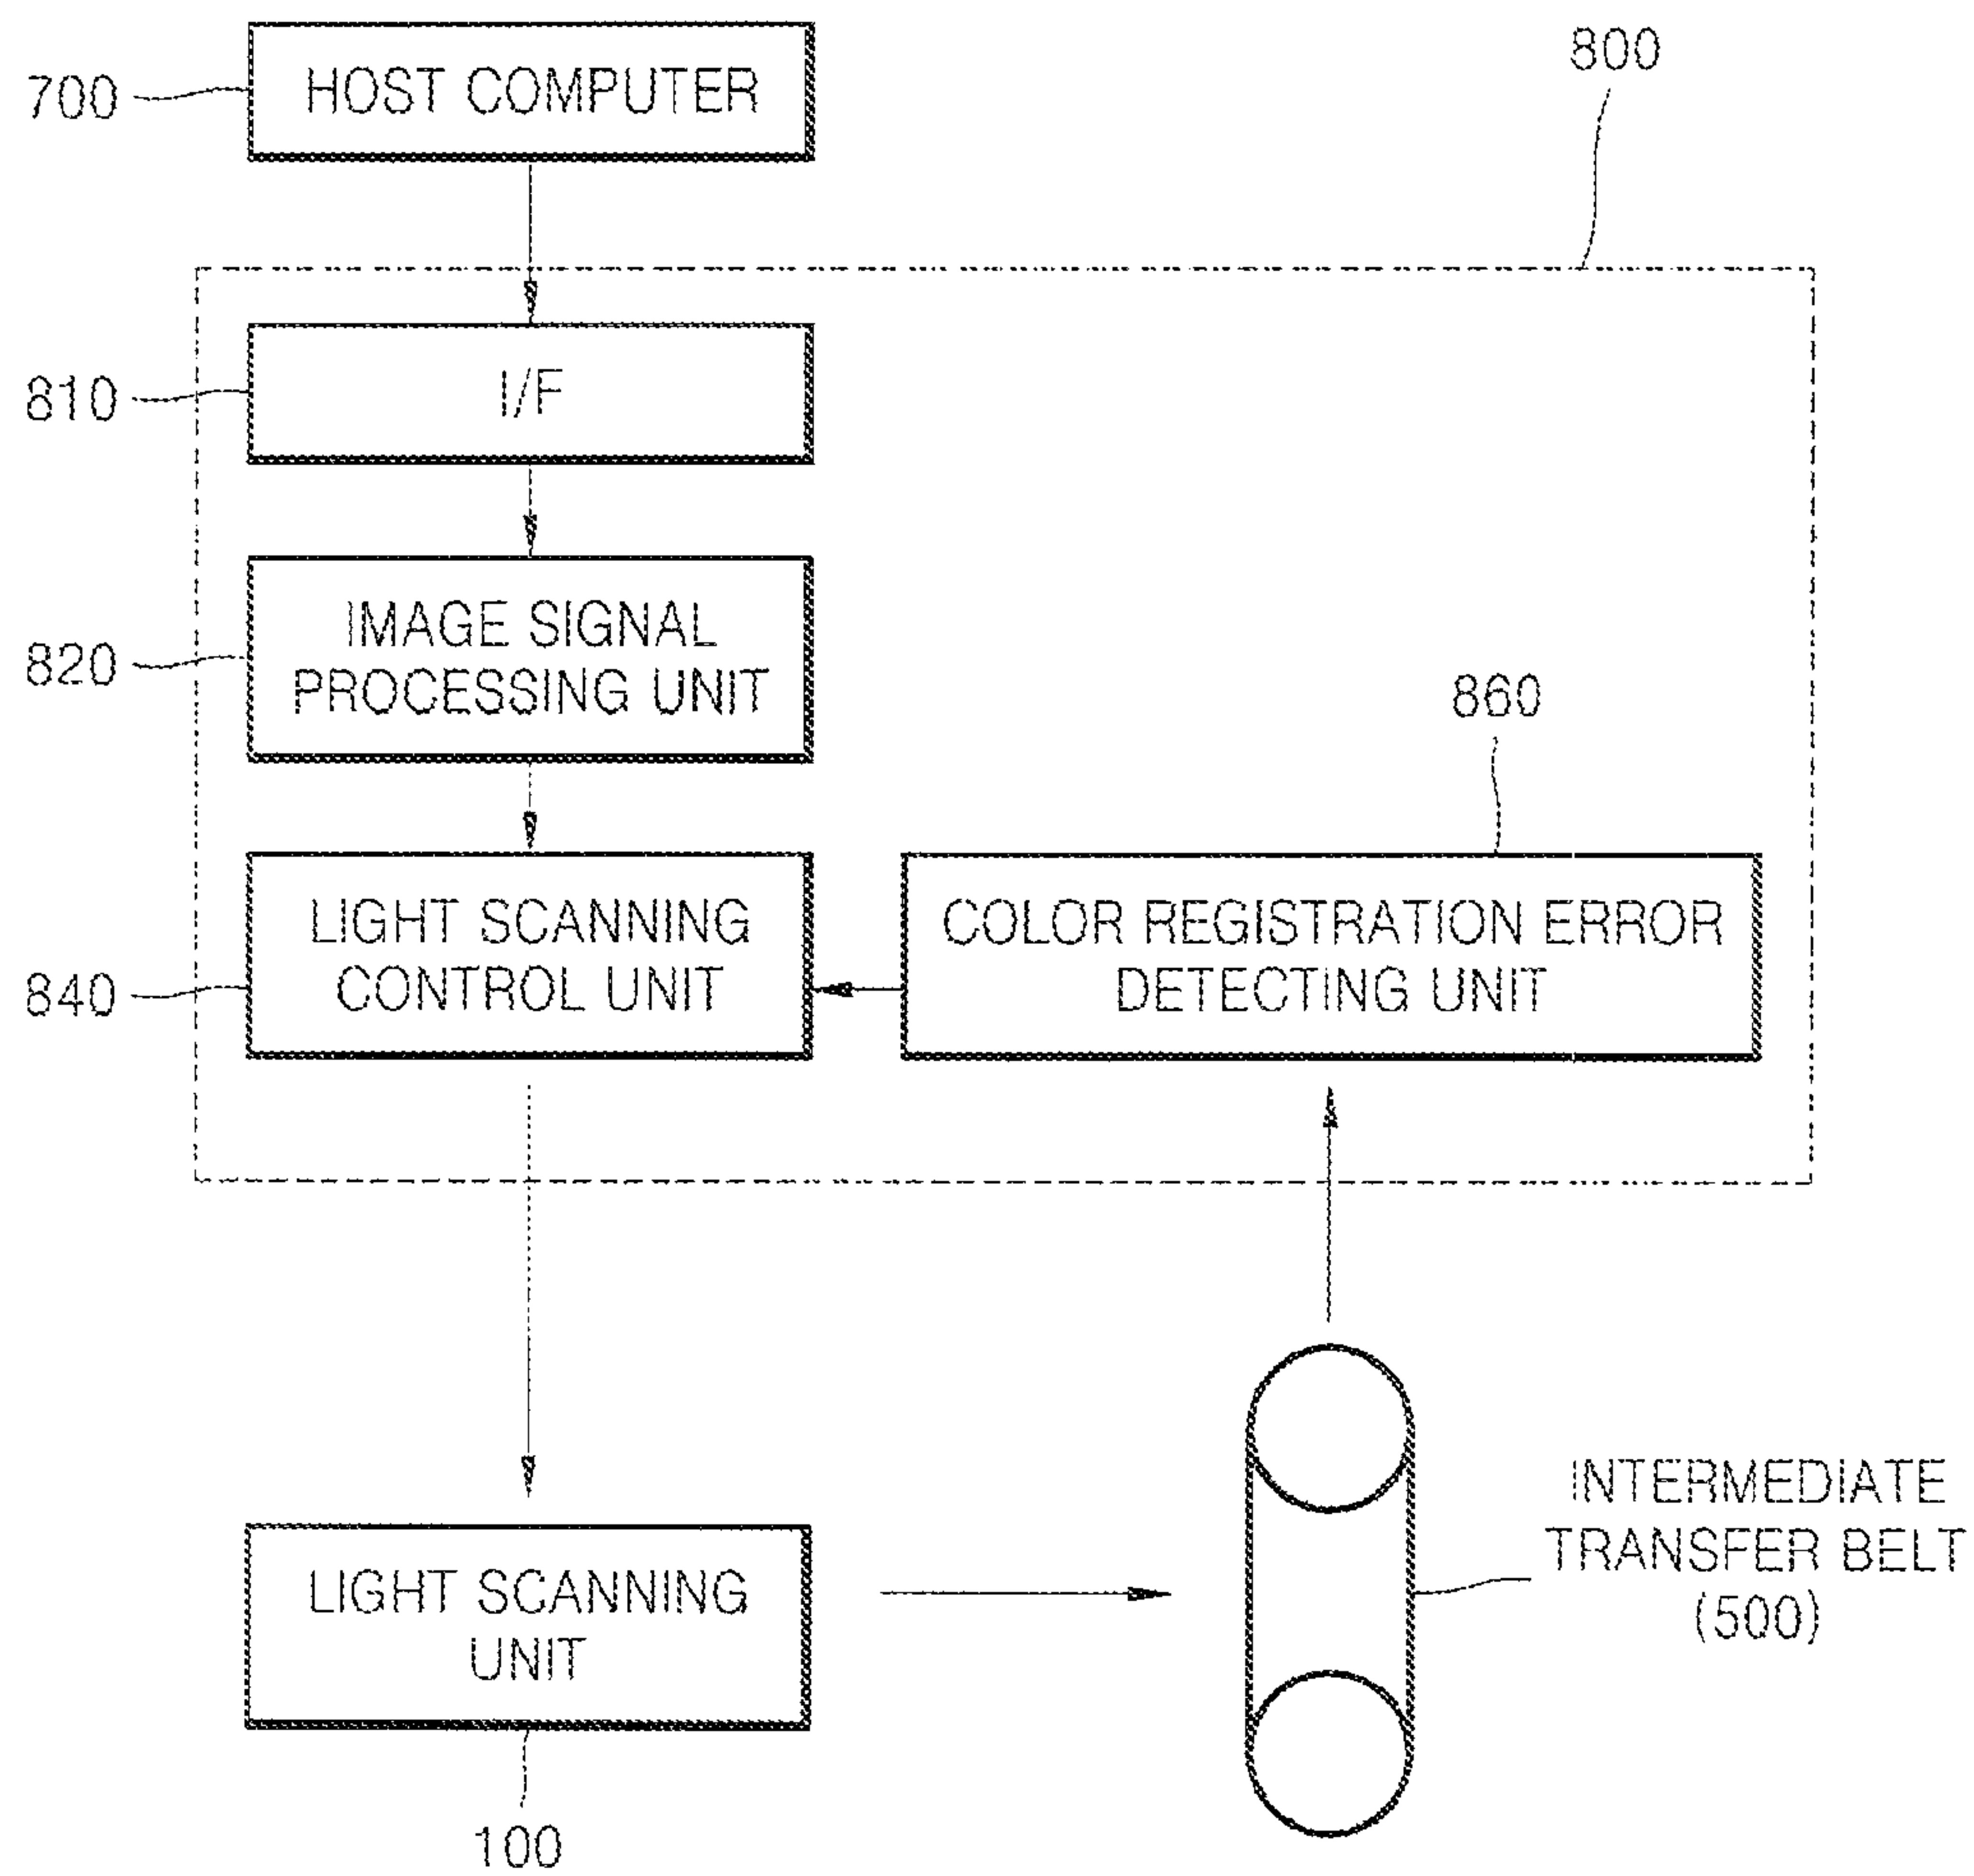 800
700
HOST COMPUTER
810
I/F
820
IMAGE SIGNAL
PROCESSING UNIT
860
840
LIGHT SCANNING
CONTROL UNIT
COLOR REGISTRATION ERROR
DETECTING UNIT
INTERMEDIATE
TRANSFER BELT
(500)
LIGHT SCANNING
UNIT
100